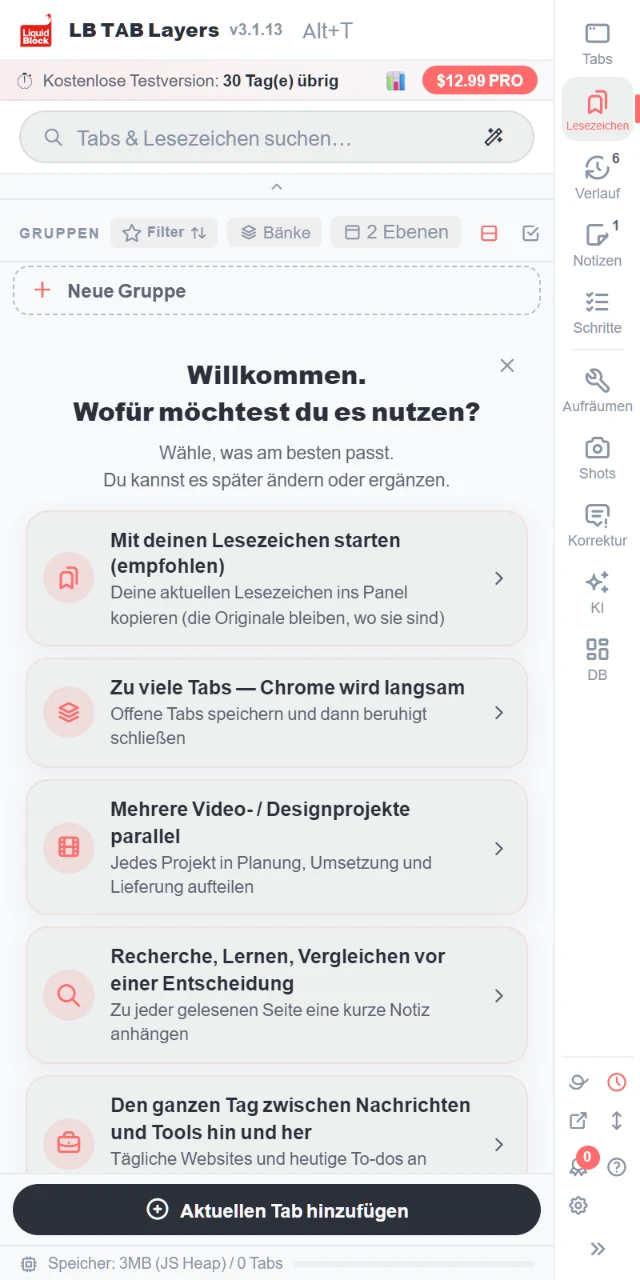 Liquid
Block
LB TAB Layers v3.1.13 Alt+T
Kostenlose Testversion: 30 Tag(e) übrig
$12.99 PRO
Tabs & Lesezeichen suchen…
GRUPPEN Filter Bänke 2 Ebenen
Neue Gruppe
Willkommen.
Wofür möchtest du es nutzen?
Wähle, was am besten passt.
Du kannst es später ändern oder ergänzen.
Mit deinen Lesezeichen starten
(empfohlen)
Deine aktuellen Lesezeichen ins Panel
kopieren (die Originale bleiben, wo sie sind)
Zu viele Tabs — Chrome wird langsam
Offene Tabs speichern und dann beruhigt
schließen
Mehrere Video- / Designprojekte
parallel
Jedes Projekt in Planung, Umsetzung und
Lieferung aufteilen
Recherche, Lernen, Vergleichen vor
einer Entscheidung
Zu jeder gelesenen Seite eine kurze Notiz
anhängen
Den ganzen Tag zwischen Nachrichten
und Tools hin und her
Tägliche Websites und heutige To-dos an
Aktuellen Tab hinzufügen
Speicher: 3MB (JS Heap) / 0 Tabs
Tabs
Lesezeichen
6
Verlauf
1
Notizen
Schritte
Aufräumen
Shots
Korrektur
KI
DB
0